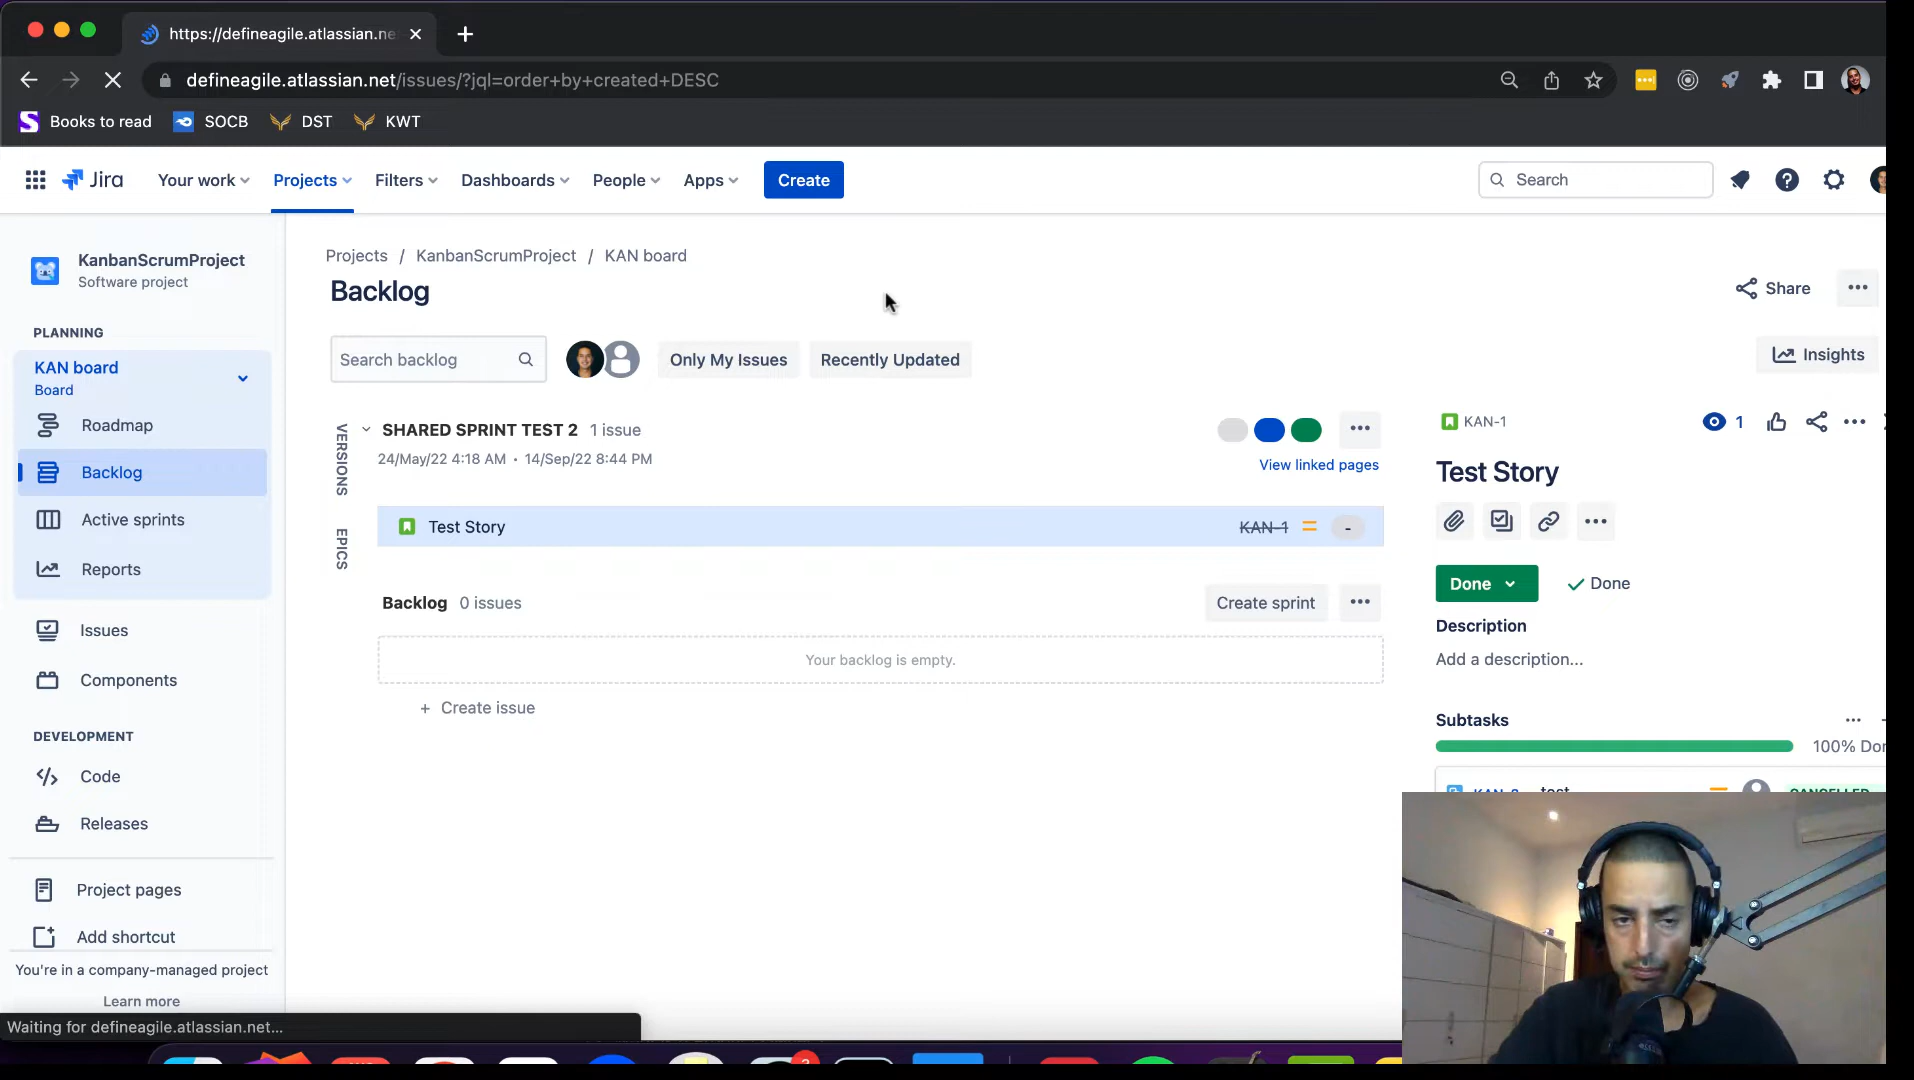 https://defineagile.atlassian.ne
defineagile.atlassian.net/issues/?jql=order+by+created+DESC
Books to read
SOCB
DST
KWT
Jira
Your work
Projects
Filters
Dashboards
People
Apps
Create
Search
KanbanScrumProject
Software project
PLANNING
KAN board
Board
Roadmap
Backlog
Active sprints
Reports
Issues
Components
DEVELOPMENT
Code
Releases
Project pages
Add shortcut
You're in a company-managed project
Learn more
Waiting for defineagile.atlassian.net...
Projects / KanbanScrumProject / KAN board
Backlog
Share
Search backlog
Only My Issues
Recently Updated
Insights
VERSIONS
EPICS
SHARED SPRINT TEST 2 1 issue
24/May/22 4:18 AM • 14/Sep/22 8:44 PM
View linked pages
Test Story
KAN-1
-
Backlog 0 issues
Create sprint
Your backlog is empty.
+ Create issue
KAN-1
1
Test Story
Done
Done
Description
Add a description...
Subtasks
100% Don
test
CANCELLED